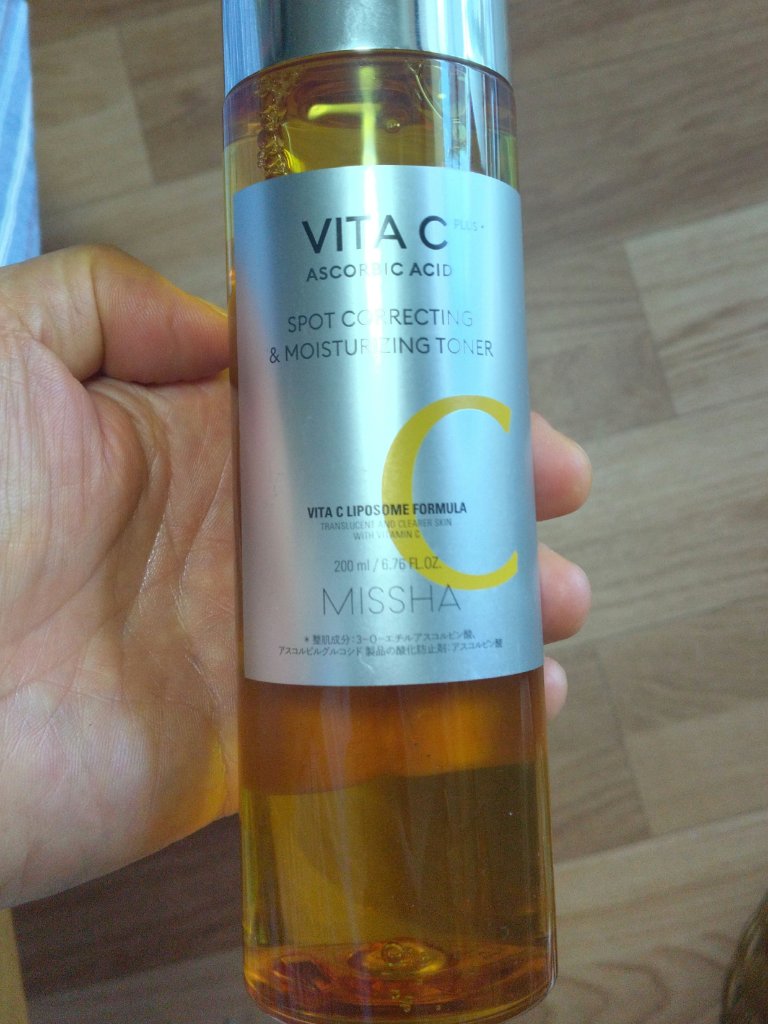 VITA C PLUS *
ASCORBIC ACID
SPOT CORRECTING
& MOISTURIZING TONER
C
VITA C LIPOSOME FORMULA
TRANSLUCENT AND CLEARER SKIN
WITH VITAMIN C
200 ml / 6.76 FL.OZ.
MISSHA
* 整肌成分：3-O-エチルアスコルビン酸、
アスコルビルグルコシド 製品の酸化防止剤：アスコルビン酸